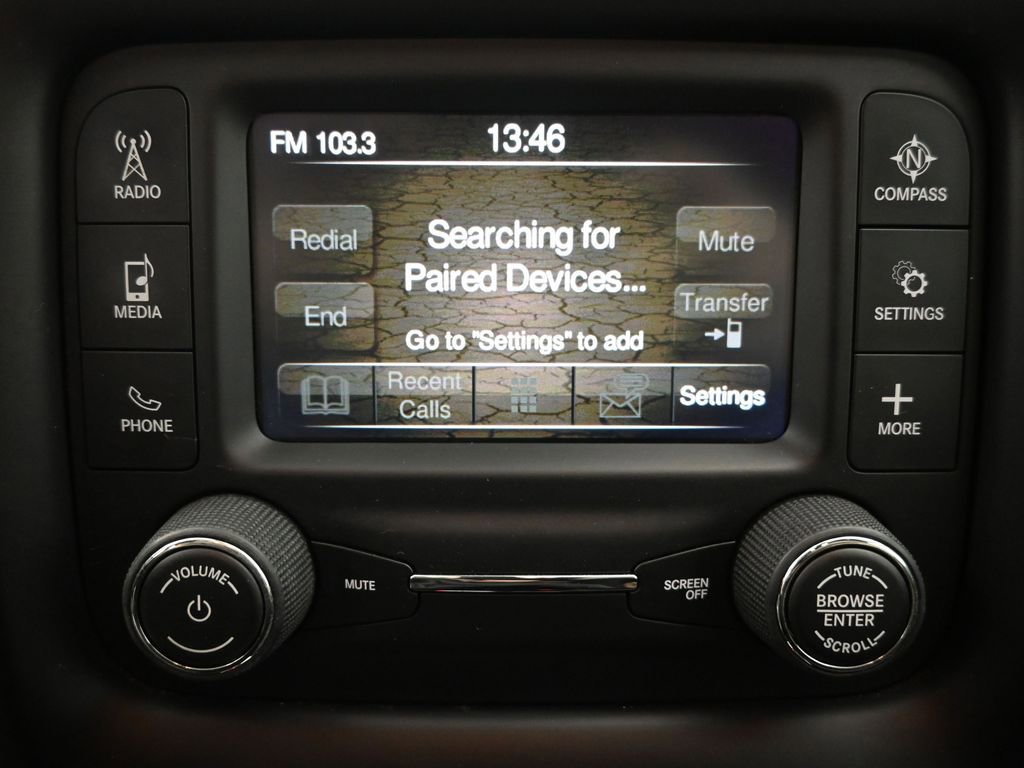 RADIO
MEDIA
PHONE
FM 103.3
13:46
Redial
End
Searching for
Paired Devices...
Go to "Settings" to add
Mute
Transfer
Recent
Calls
Settings
N
COMPASS
SETTINGS
MORE
VOLUME
MUTE
SCREEN
OFF
TUNE
BROWSE
ENTER
SCROLL